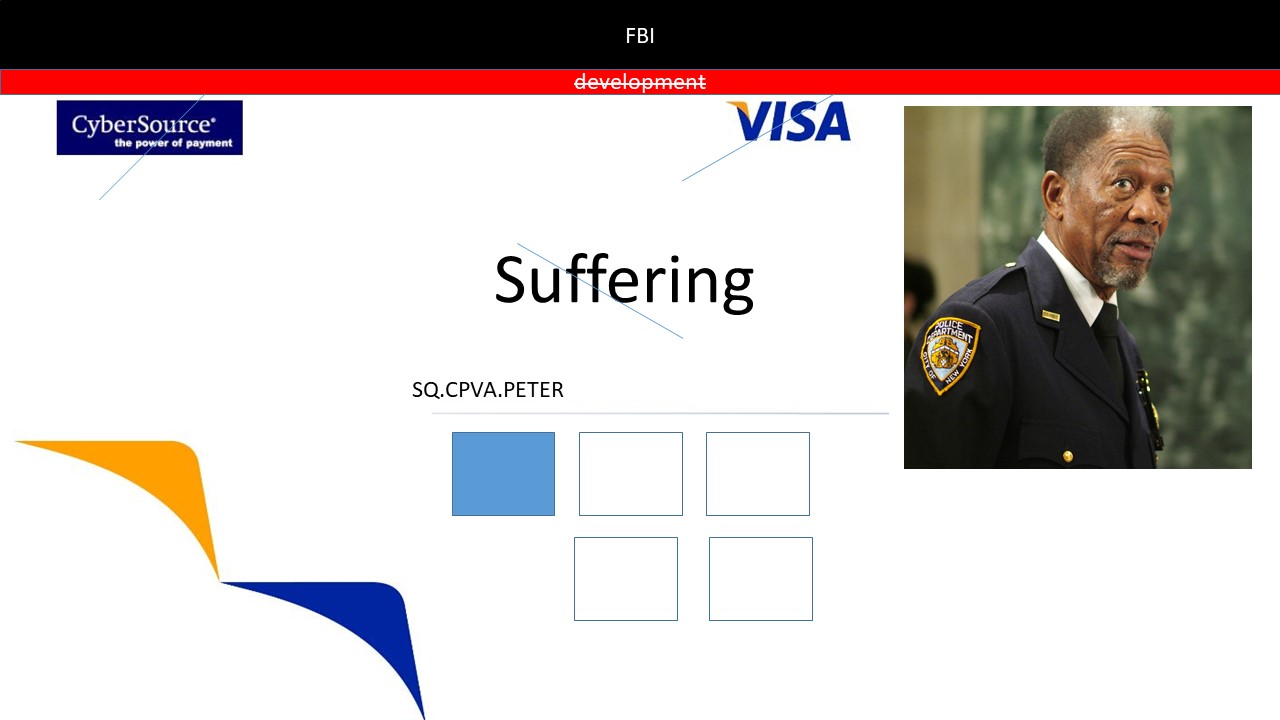 FBI
development
CyberSource®
the power of payment
VISA
Suffering
SQ.CPVA.PETER
POLICE
DEPARTMENT
CITY OF
NEW YORK